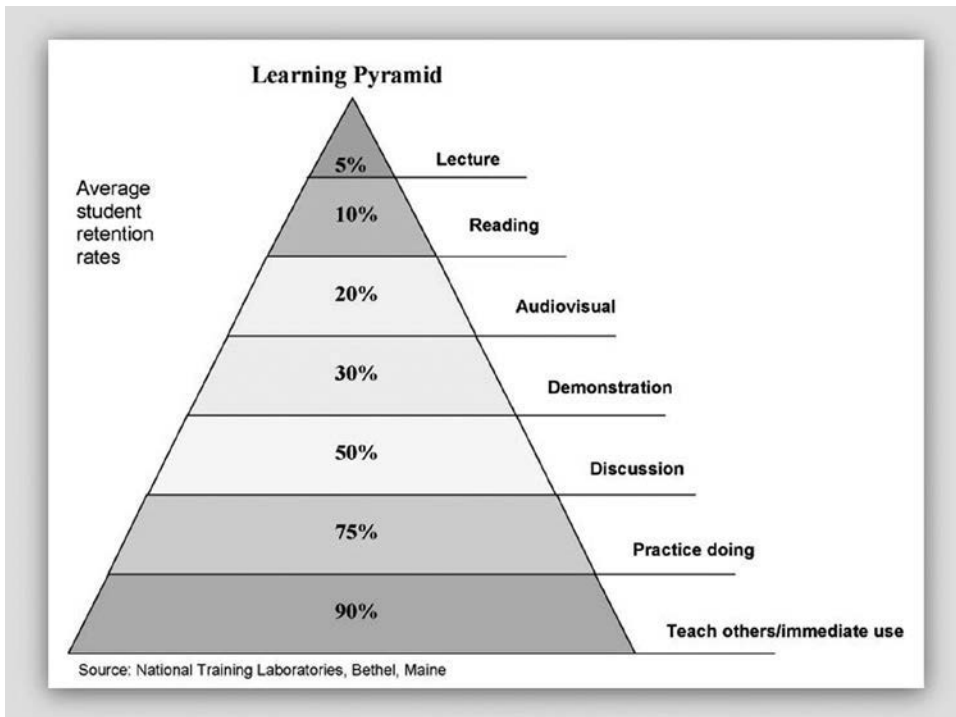 Learning Pyramid
Average
student
retention
rates
5%
Lecture
10%
Reading
20%
Audiovisual
30%
Demonstration
50%
Discussion
75%
Practice doing
90%
Teach others/immediate use
Source: National Training Laboratories, Bethel, Maine